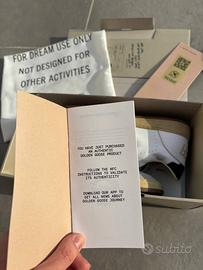 FOR DREAM USE ONLY
NOT DESIGNED FOR
OTHER ACTIVITIES
YOU HAVE JUST PURCHASED
AN AUTHENTIC
GOLDEN GOOSE PRODUCT
FOLLOW THE NFC
INSTRUCTIONS TO VALIDATE
ITS AUTHENTICITY
DOWNLOAD OUR APP TO
GET ALL NEWS ABOUT
GOLDEN GOOSE JOURNEY
subito